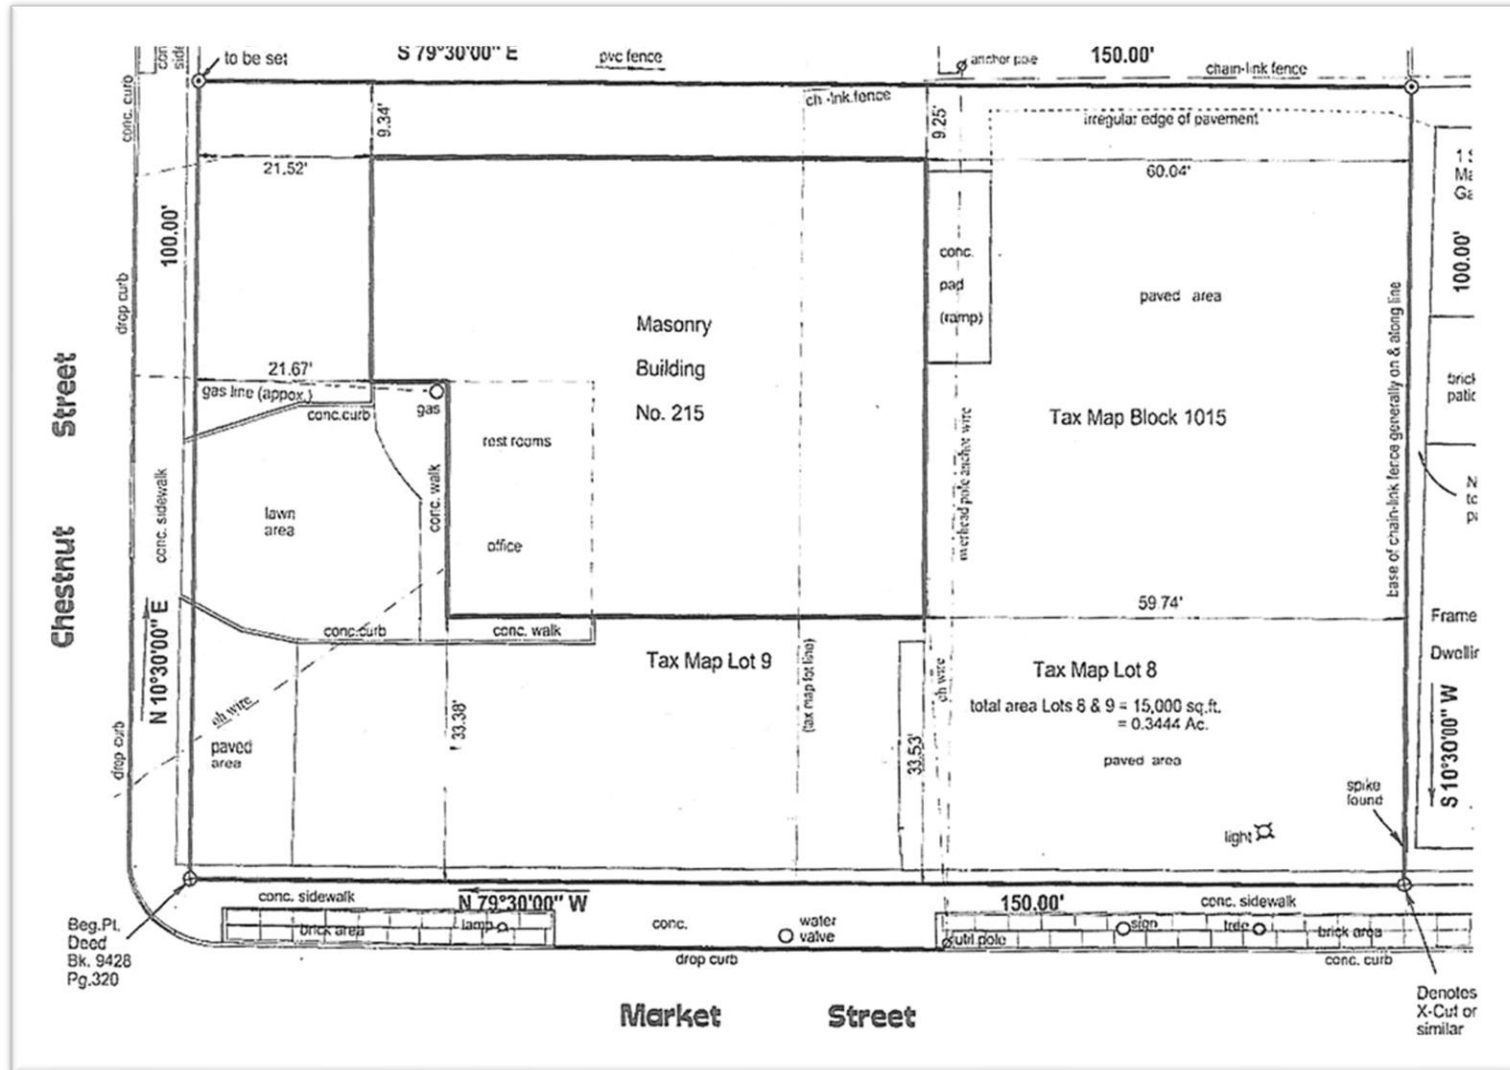 con
side
to be set
S 79°30'00" E
pvc fence
anchor pole
150.00'
chain-link fence
conc. curb
9.34'
ch-lnk.fence
9.25'
irregular edge of pavement
21.52'
60.04'
100.00'
conc.
pad
(ramp)
paved area
100.00'
drop curb
Masonry
Building
No. 215
21.67'
gas line (appox.)
conc.curb
gas
rest rooms
Tax Map Block 1015
base of chain-link fence generally on & along line
brick
patio
Chestnut Street
conc. sidewalk
lawn
area
conc. walk
office
overhead pole anchor wire
59.74'
N 10°30'00" E
conc.curb
conc. walk
Tax Map Lot 9
(tax map lot line)
oh wire
Tax Map Lot 8
total area Lots 8 & 9 = 15,000 sq.ft.
= 0.3444 Ac.
Frame
Dwellin
oh wire
33.38'
33.53'
drop curb
paved
area
paved area
S 10°30'00" W
spike
found
light
conc. sidewalk
N 79°30'00" W
150.00'
conc. sidewalk
Beg.Pt.
Deed
Bk. 9428
Pg.320
brick area
lamp
conc.
water
valve
util pole
sign
tree
brick area
drop curb
conc. curb
Market Street
Denotes
X-Cut or
similar